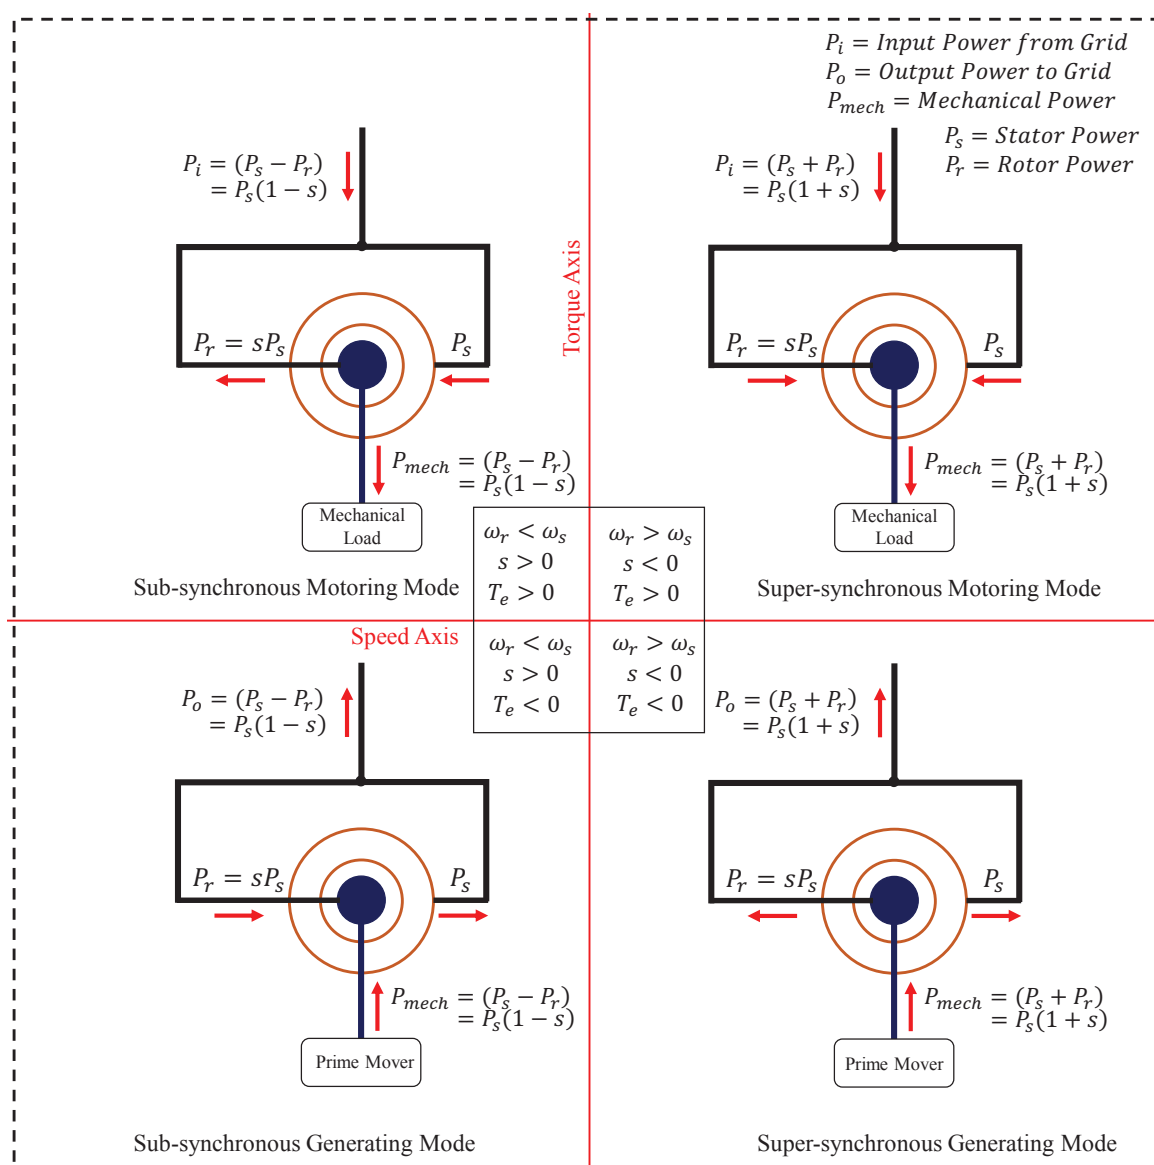 P_i = Input Power from Grid
P_o = Output Power to Grid
P_mech = Mechanical Power
P_s = Stator Power
P_r = Rotor Power
P_i = (P_s − P_r)
= P_s(1 − s)
P_r = sP_s
P_s
P_mech = (P_s − P_r)
= P_s(1 − s)
Mechanical
Load
Sub-synchronous Motoring Mode
Torque Axis
P_i = (P_s + P_r)
= P_s(1 + s)
P_r = sP_s
P_s
P_mech = (P_s + P_r)
= P_s(1 + s)
Mechanical
Load
Super-synchronous Motoring Mode
ω_r < ω_s
s > 0
T_e > 0
ω_r > ω_s
s < 0
T_e > 0
Speed Axis
ω_r < ω_s
s > 0
T_e < 0
ω_r > ω_s
s < 0
T_e < 0
P_o = (P_s − P_r)
= P_s(1 − s)
P_r = sP_s
P_s
P_mech = (P_s − P_r)
= P_s(1 − s)
Prime Mover
Sub-synchronous Generating Mode
P_o = (P_s + P_r)
= P_s(1 + s)
P_r = sP_s
P_s
P_mech = (P_s + P_r)
= P_s(1 + s)
Prime Mover
Super-synchronous Generating Mode